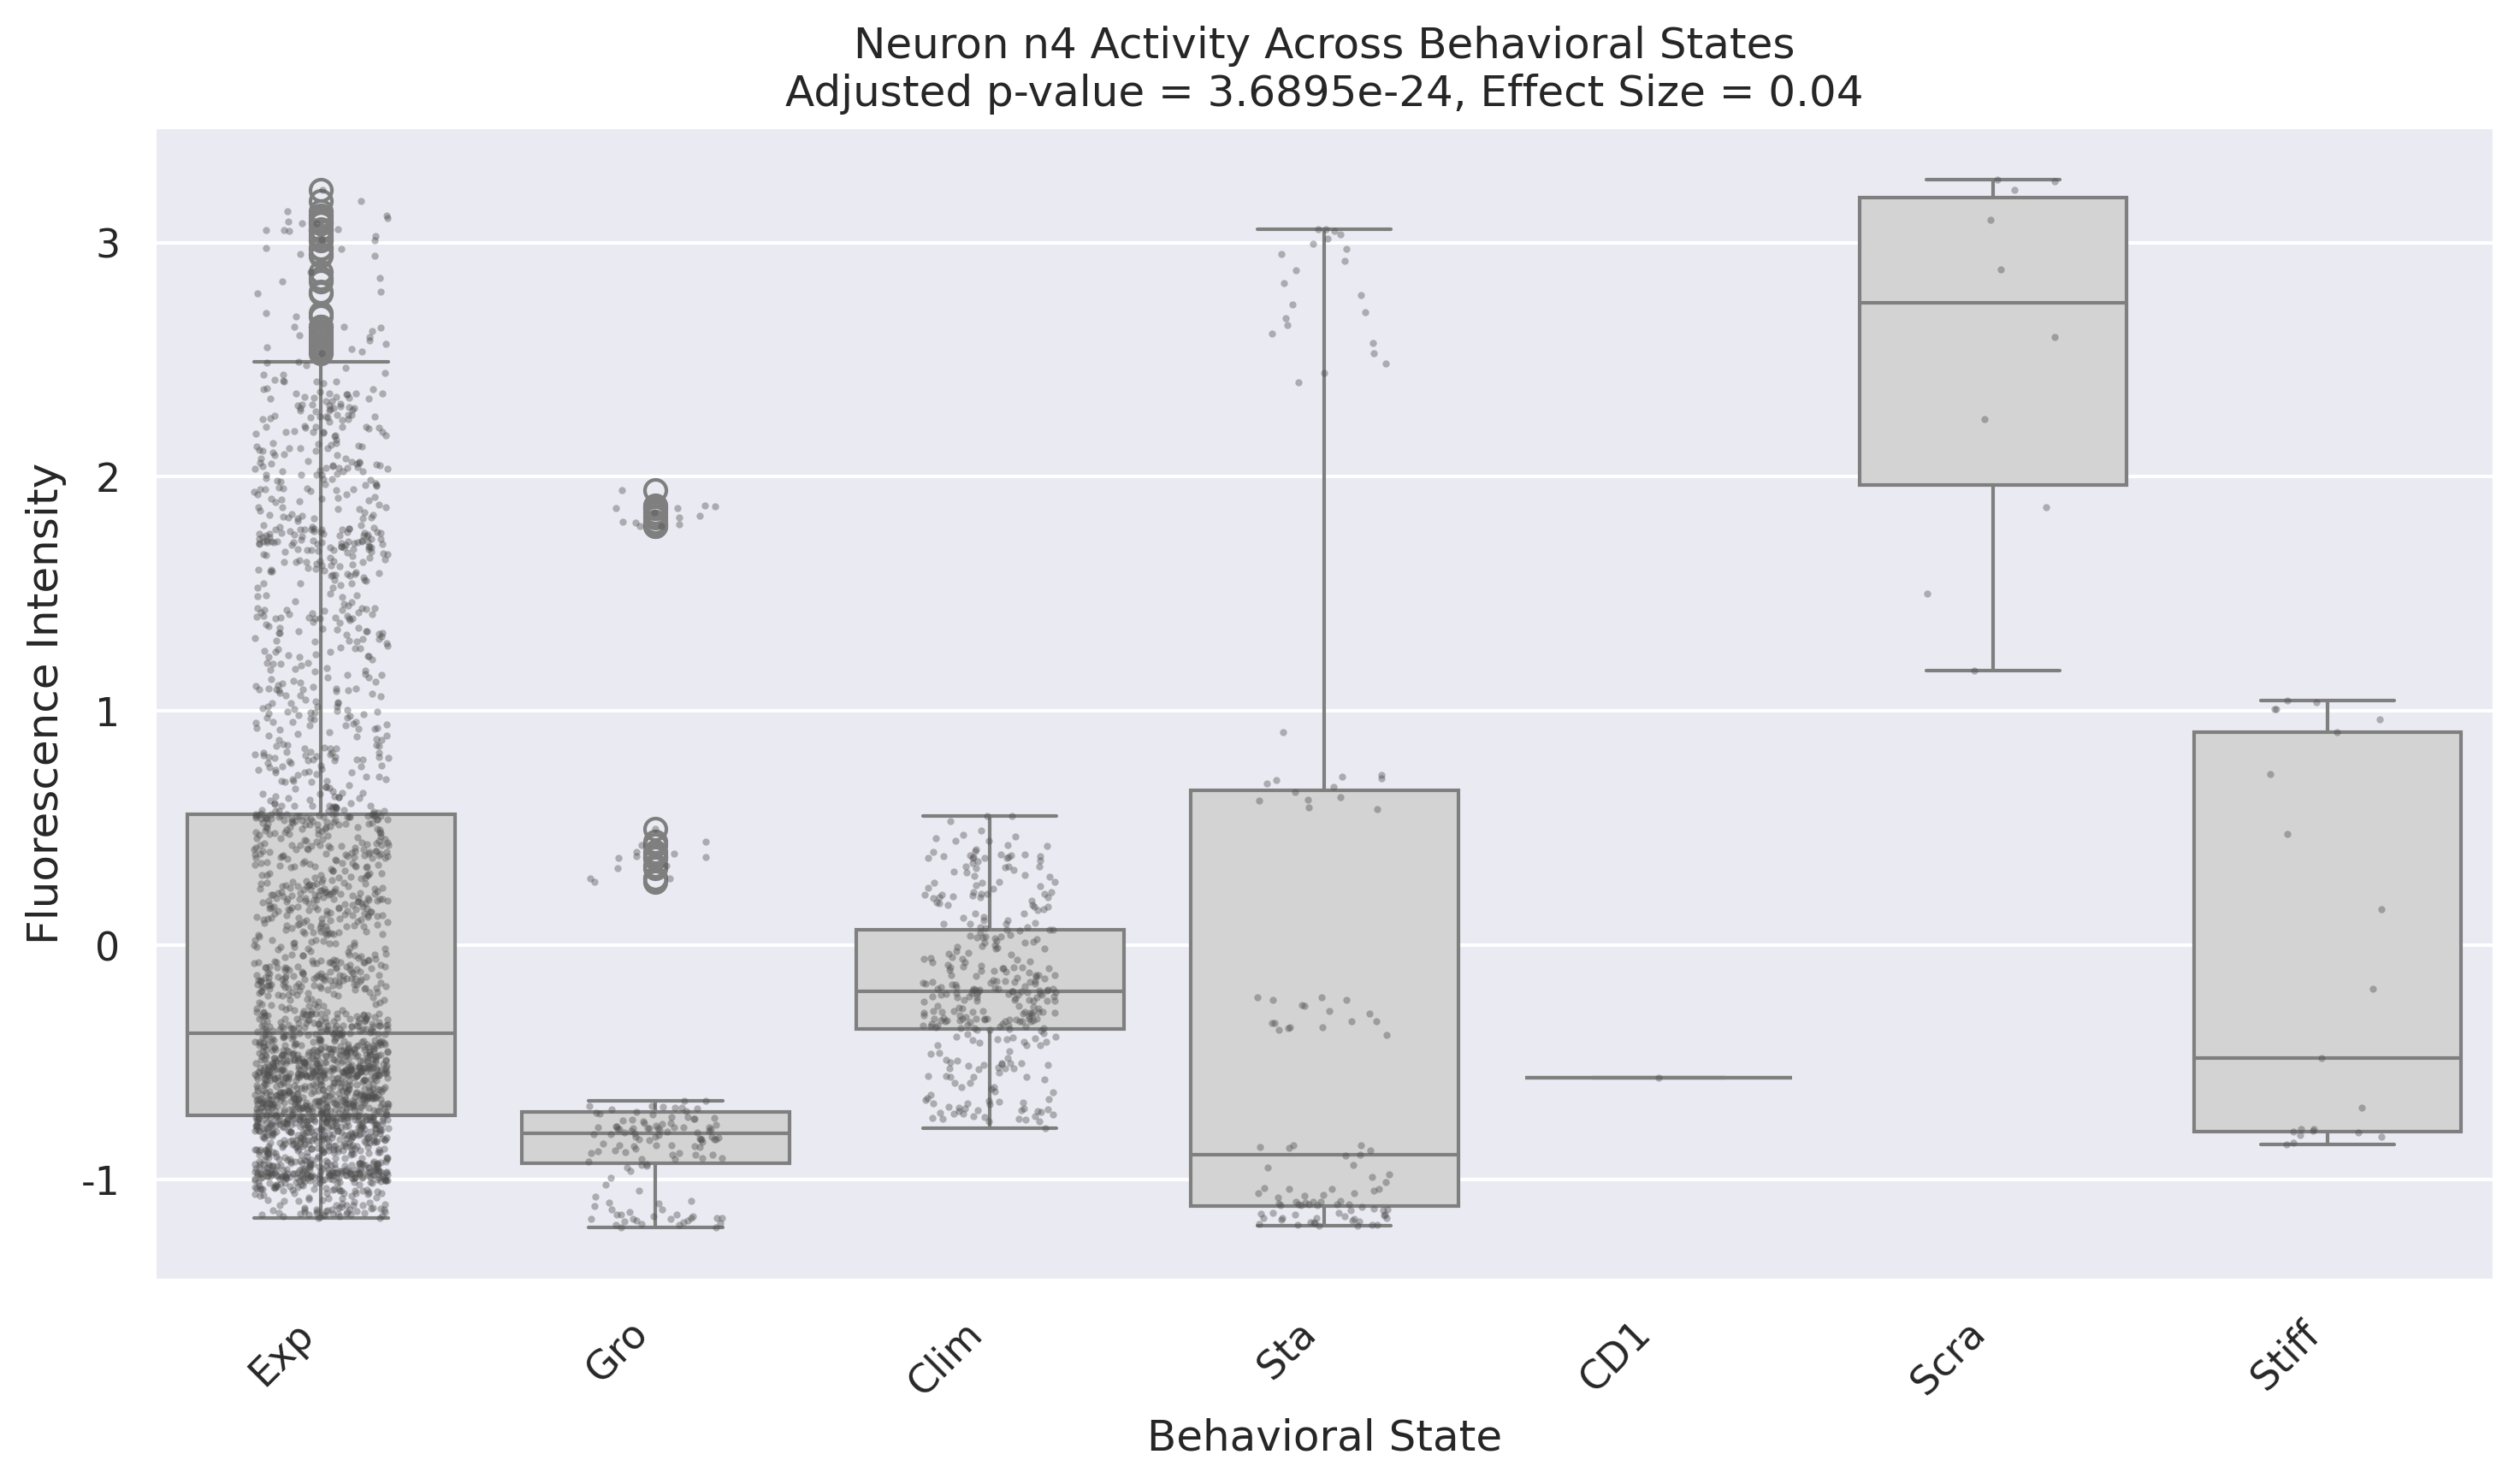 Neuron n4 Activity Across Behavioral States
Adjusted p-value = 3.6895e-24, Effect Size = 0.04
Fluorescence Intensity
3
2
1
0
-1
Exp
Gro
Clim
Sta
CD1
Scra
Stiff
Behavioral State